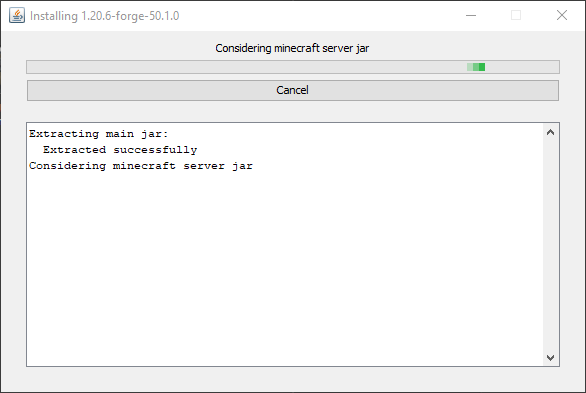 Installing 1.20.6-forge-50.1.0
Considering minecraft server jar
Cancel
Extracting main jar:
Extracted successfully
Considering minecraft server jar